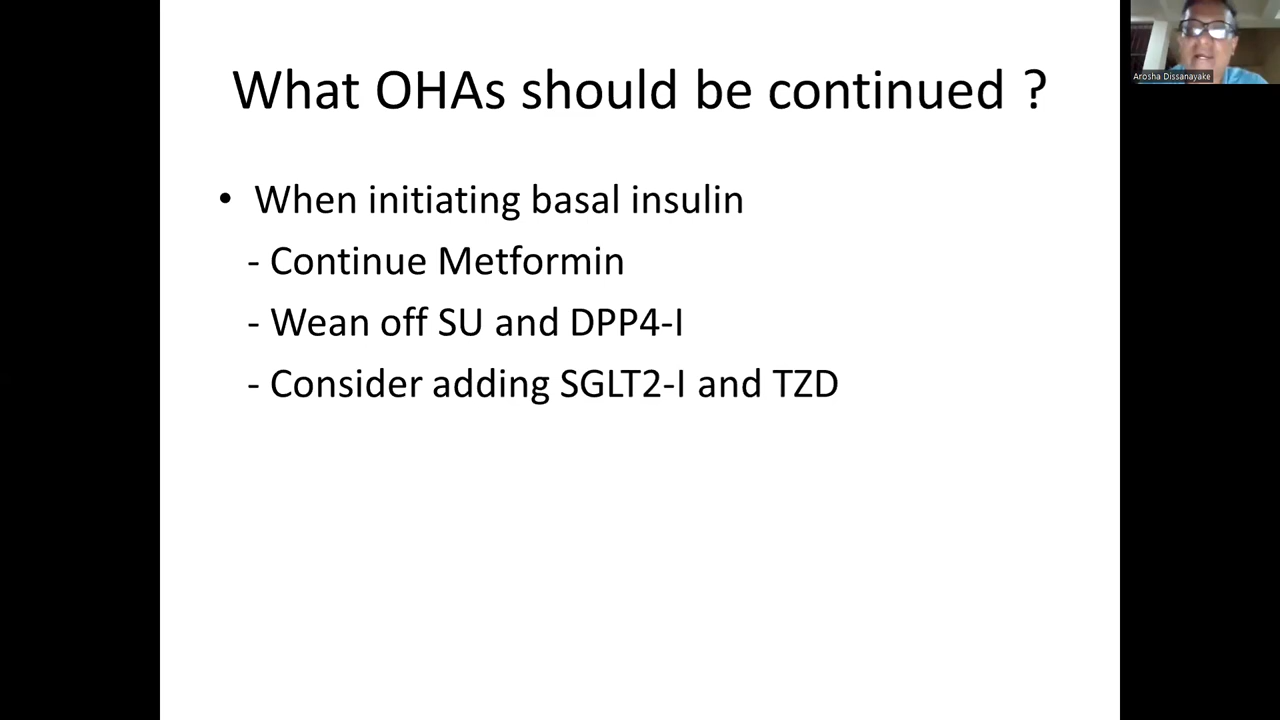 What OHAs should be continued ?
• When initiating basal insulin
- Continue Metformin
- Wean off SU and DPP4-I
- Consider adding SGLT2-I and TZD
Arosha Dissanayake